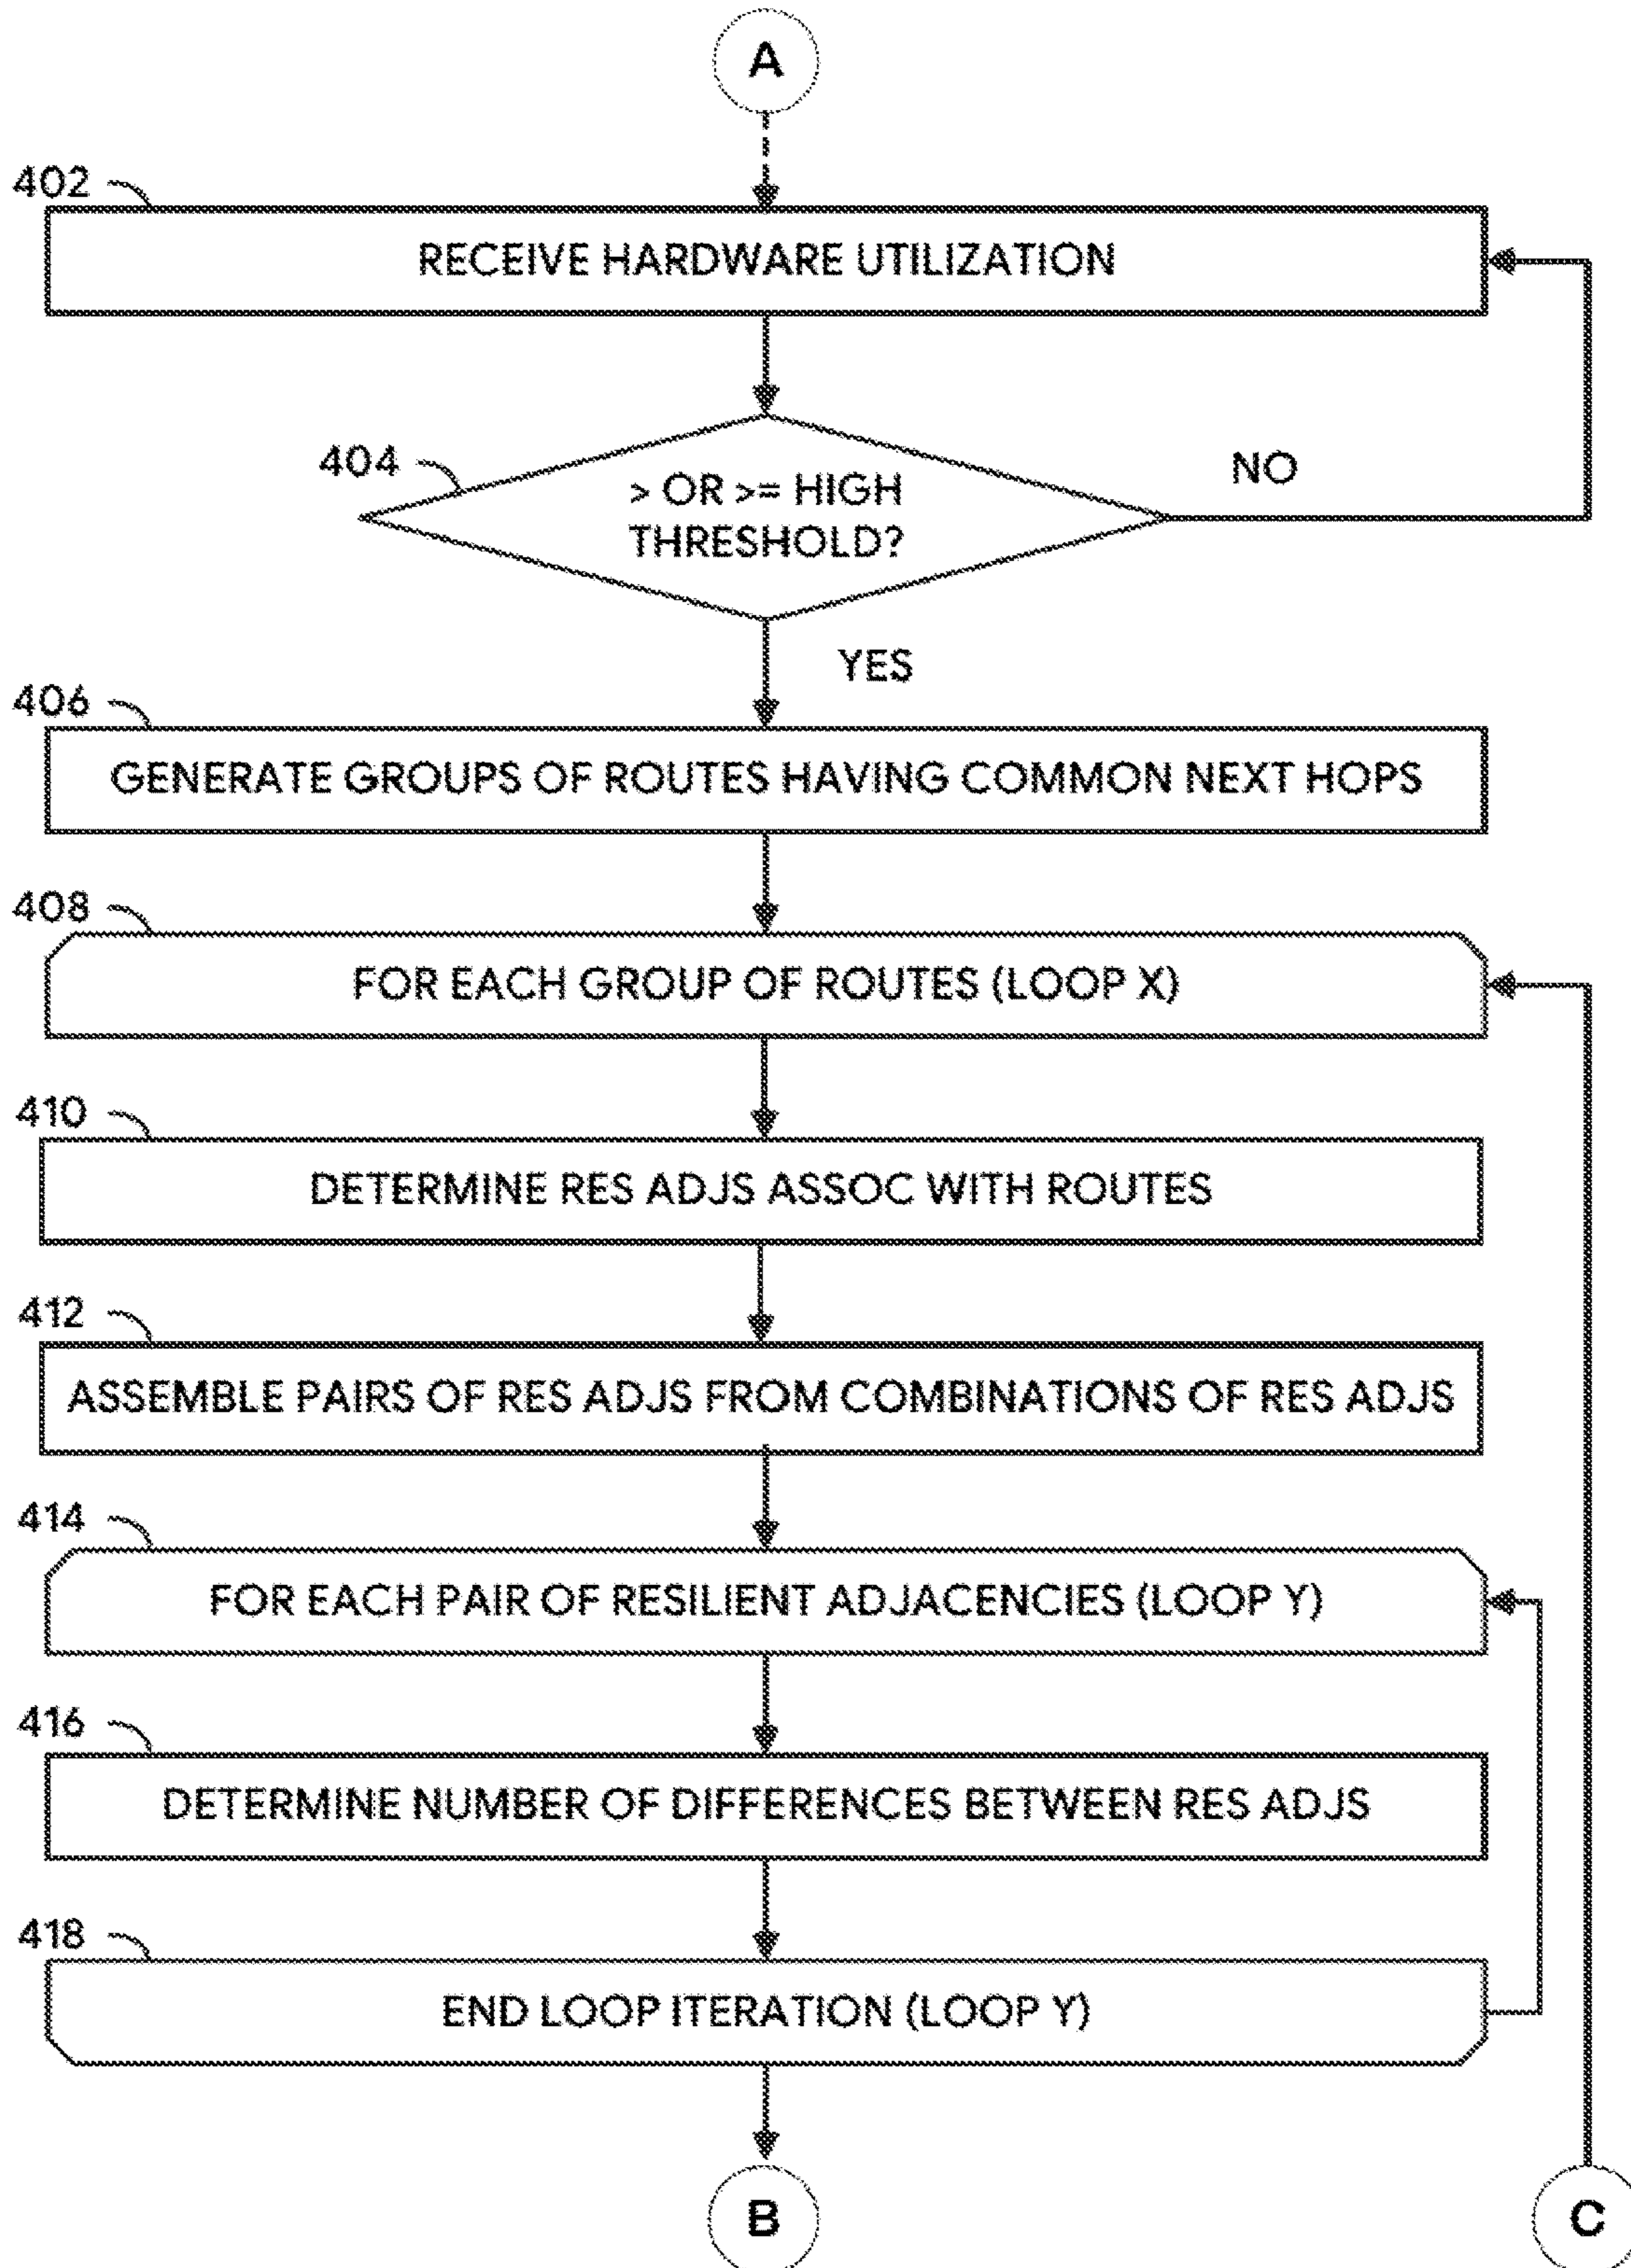 A
402
RECEIVE HARDWARE UTILIZATION
404
> OR >= HIGH
THRESHOLD?
NO
YES
406
GENERATE GROUPS OF ROUTES HAVING COMMON NEXT HOPS
408
FOR EACH GROUP OF ROUTES (LOOP X)
410
DETERMINE RES ADJS ASSOC WITH ROUTES
412
ASSEMBLE PAIRS OF RES ADJS FROM COMBINATIONS OF RES ADJS
414
FOR EACH PAIR OF RESILIENT ADJACENCIES (LOOP Y)
416
DETERMINE NUMBER OF DIFFERENCES BETWEEN RES ADJS
418
END LOOP ITERATION (LOOP Y)
B
C